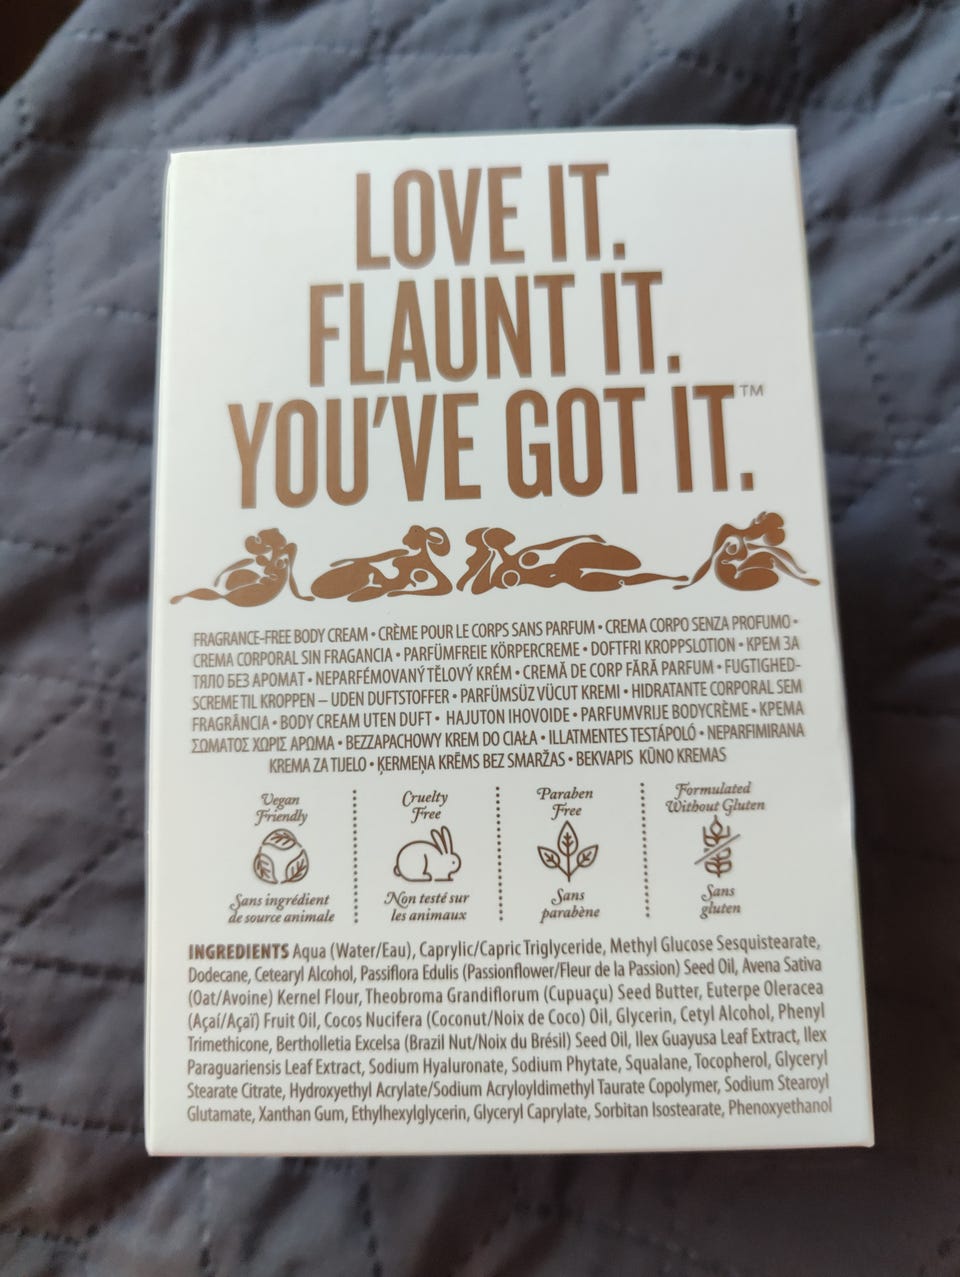 LOVE IT.
FLAUNT IT.
YOU'VE GOT IT.™
FRAGRANCE-FREE BODY CREAM • CRÈME POUR LE CORPS SANS PARFUM • CREMA CORPO SENZA PROFUMO •
CREMA CORPORAL SIN FRAGANCIA • PARFÜMFREIE KÖRPERCREME • DOFTFRI KROPPSLOTION • КРЕМ ЗА
ТЯЛО БЕЗ АРОМАТ • NEPARFÉMOVANÝ TĚLOVÝ KRÉM • CREMĂ DE CORP FĂRĂ PARFUM • FUGTIGHED-
SCREME TIL KROPPEN – UDEN DUFTSTOFFER • PARFÜMSÜZ VÜCUT KREMI • HIDRATANTE CORPORAL SEM
FRAGRÂNCIA • BODY CREAM UTEN DUFT • HAJUTON IHOVOIDE • PARFUMVRIJE BODYCRÈME • ΚΡΕΜΑ
ΣΩΜΑΤΟΣ ΧΩΡΙΣ ΑΡΩΜΑ • BEZZAPACHOWY KREM DO CIAŁA • ILLATMENTES TESTÁPOLÓ • NEPARFIMIRANA
KREMA ZA TIJELO • ĶERMEŅA KRĒMS BEZ SMARŽAS • BEKVAPIS KŪNO KREMAS
Vegan
Friendly
Sans ingrédient
de source animale
Cruelty
Free
Non testé sur
les animaux
Paraben
Free
Sans
parabène
Formulated
Without Gluten
Sans
gluten
INGREDIENTS Aqua (Water/Eau), Caprylic/Capric Triglyceride, Methyl Glucose Sesquistearate,
Dodecane, Cetearyl Alcohol, Passiflora Edulis (Passionflower/Fleur de la Passion) Seed Oil, Avena Sativa
(Oat/Avoine) Kernel Flour, Theobroma Grandiflorum (Cupuaçu) Seed Butter, Euterpe Oleracea
(Açaí/Açaï) Fruit Oil, Cocos Nucifera (Coconut/Noix de Coco) Oil, Glycerin, Cetyl Alcohol, Phenyl
Trimethicone, Bertholletia Excelsa (Brazil Nut/Noix du Brésil) Seed Oil, Ilex Guayusa Leaf Extract, Ilex
Paraguariensis Leaf Extract, Sodium Hyaluronate, Sodium Phytate, Squalane, Tocopherol, Glyceryl
Stearate Citrate, Hydroxyethyl Acrylate/Sodium Acryloyldimethyl Taurate Copolymer, Sodium Stearoyl
Glutamate, Xanthan Gum, Ethylhexylglycerin, Glyceryl Caprylate, Sorbitan Isostearate, Phenoxyethanol